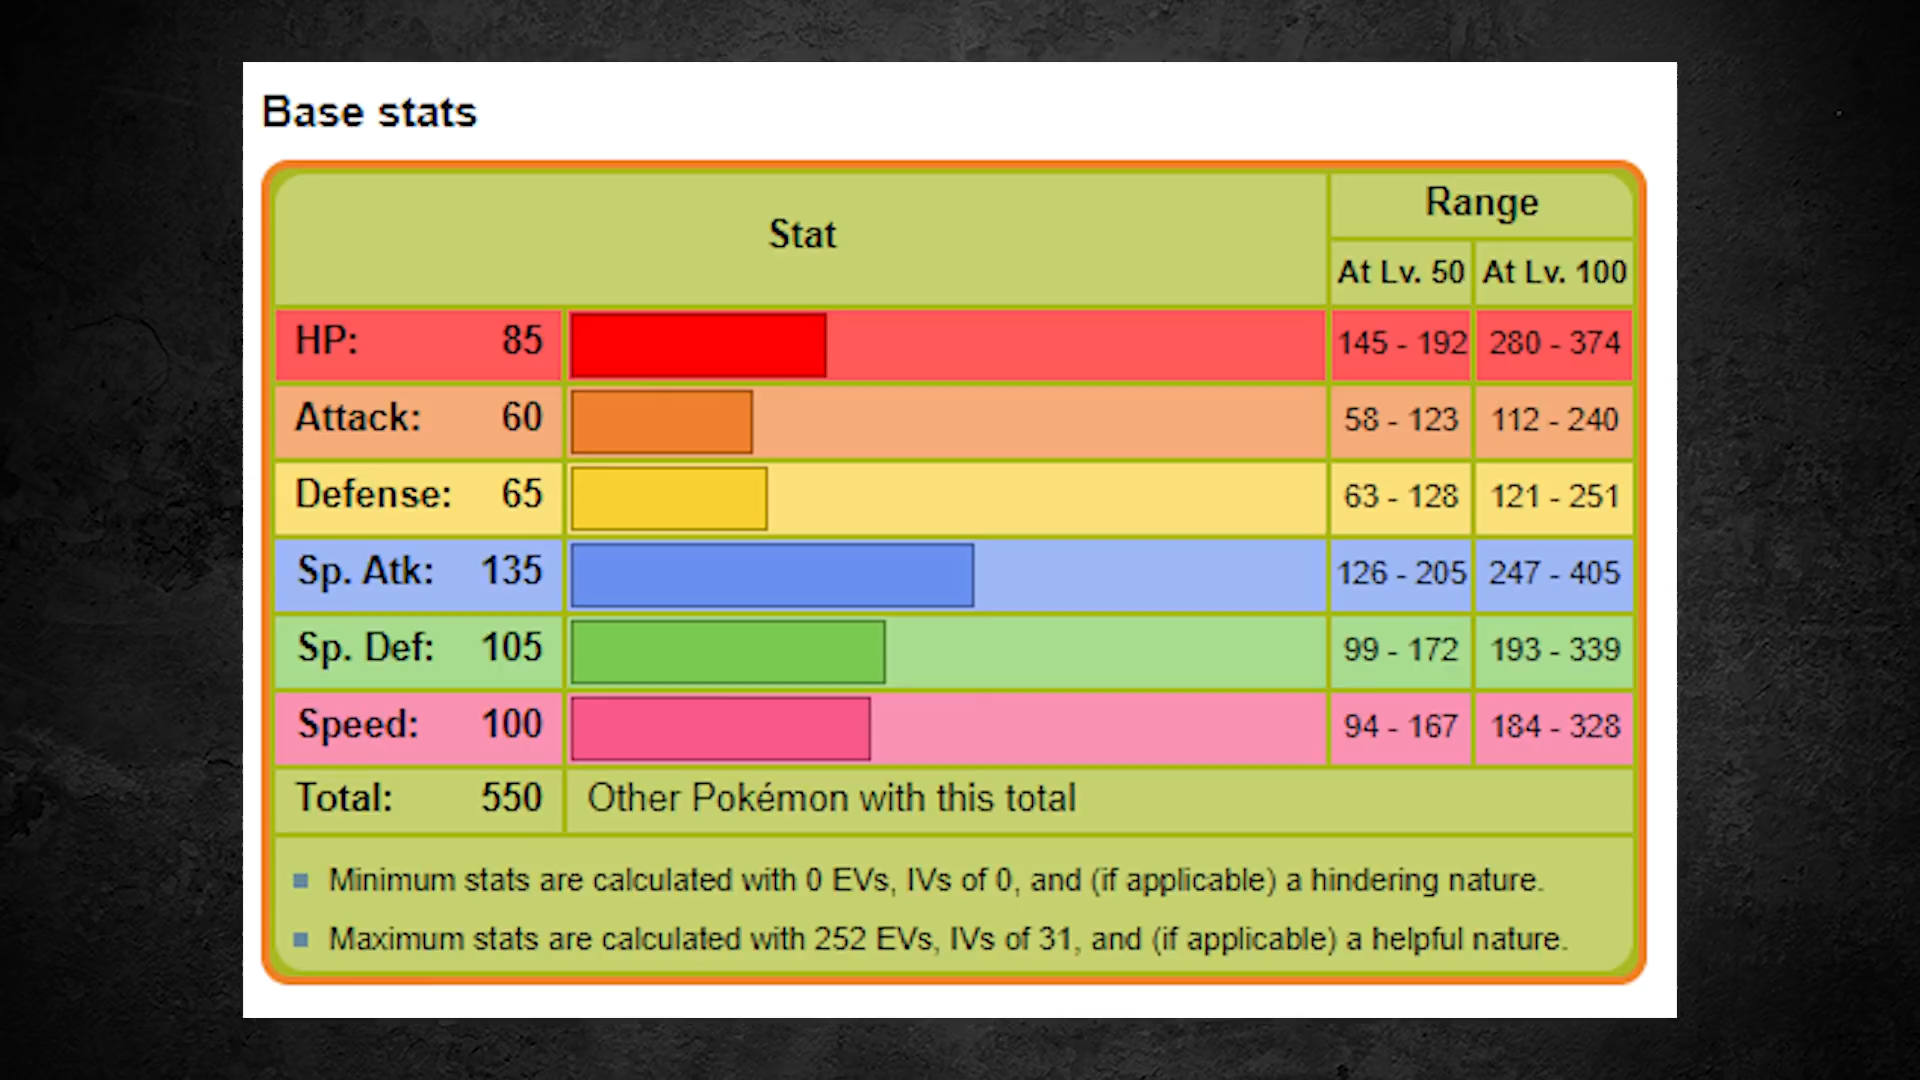 Base stats
Stat
Range
At Lv. 50 At Lv. 100
HP: 85 145 - 192 280 - 374
Attack: 60 58 - 123 112 - 240
Defense: 65 63 - 128 121 - 251
Sp. Atk: 135 126 - 205 247 - 405
Sp. Def: 105 99 - 172 193 - 339
Speed: 100 94 - 167 184 - 328
Total: 550 Other Pokémon with this total
Minimum stats are calculated with 0 EVs, IVs of 0, and (if applicable) a hindering nature.
Maximum stats are calculated with 252 EVs, IVs of 31, and (if applicable) a helpful nature.